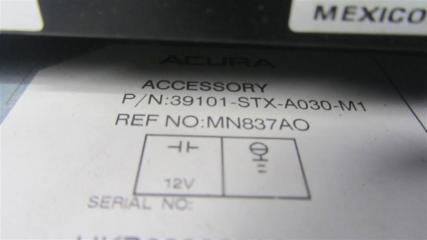 MEXICO
ACURA
ACCESSORY
P/N:39101-STX-A030-M1
REF NO:MN837AO
12V
SERIAL NO: